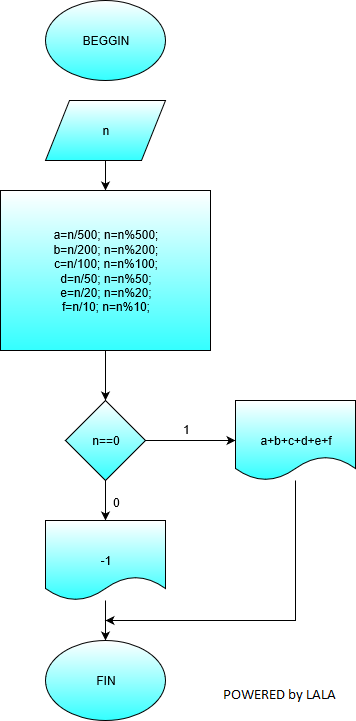 BEGGIN
n
a=n/500; n=n%500;
b=n/200; n=n%200;
c=n/100; n=n%100;
d=n/50; n=n%50;
e=n/20; n=n%20;
f=n/10; n=n%10;
n==0
1
a+b+c+d+e+f
0
-1
FIN
POWERED by LALA